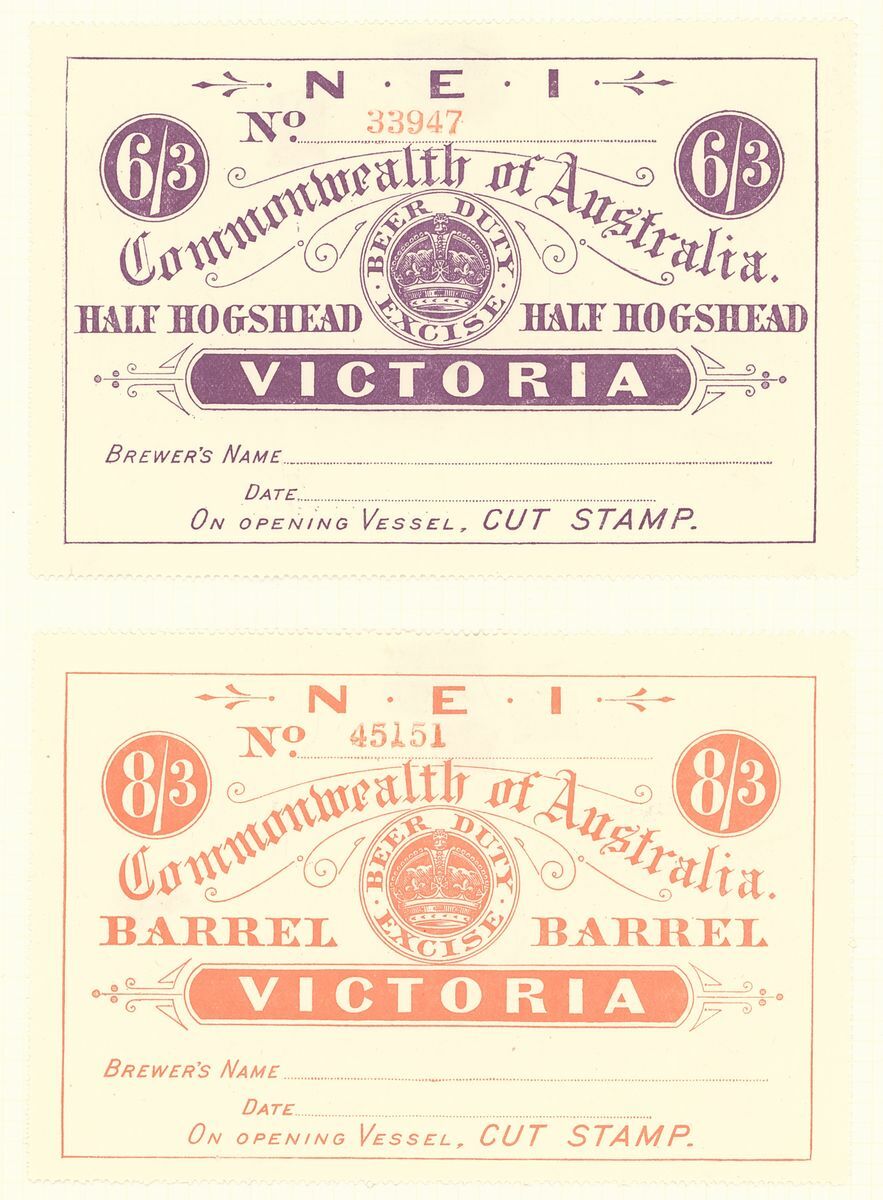 N · E · I
No. 33947
6/3 6/3
Commonwealth of Australia.
BEER DUTY
EXCISE
HALF HOGSHEAD HALF HOGSHEAD
VICTORIA
BREWER'S NAME
DATE
ON OPENING VESSEL, CUT STAMP.
N · E · I
No. 45151
8/3 8/3
Commonwealth of Australia.
BEER DUTY
EXCISE
BARREL BARREL
VICTORIA
BREWER'S NAME
DATE
ON OPENING VESSEL, CUT STAMP.